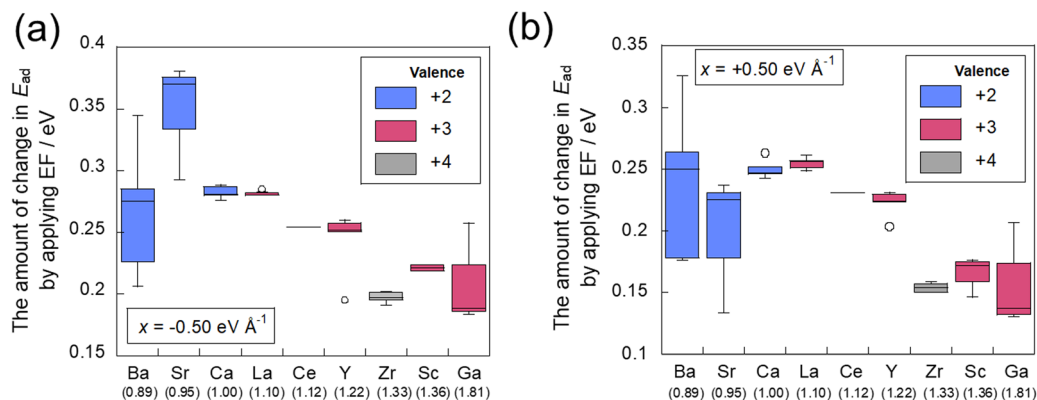 (a)
The amount of change in Ead
by applying EF / eV
0.4
0.35
0.3
0.25
0.2
0.15
Valence
+2
+3
+4
x = -0.50 eV Å-1
Ba Sr Ca La Ce Y Zr Sc Ga
(0.89) (0.95) (1.00) (1.10) (1.12) (1.22) (1.33) (1.36) (1.81)
(b)
The amount of change in Ead
by applying EF / eV
0.35
0.3
0.25
0.2
0.15
0.1
x = +0.50 eV Å-1
Valence
+2
+3
+4
Ba Sr Ca La Ce Y Zr Sc Ga
(0.89) (0.95) (1.00) (1.10) (1.12) (1.22) (1.33) (1.36) (1.81)